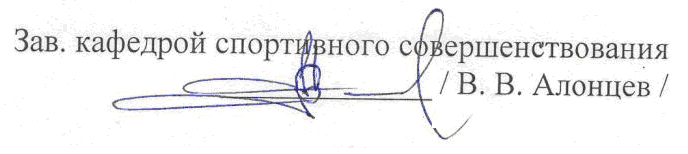 Зав. кафедрой спортивного совершенствования
/ В. В. Алонцев /